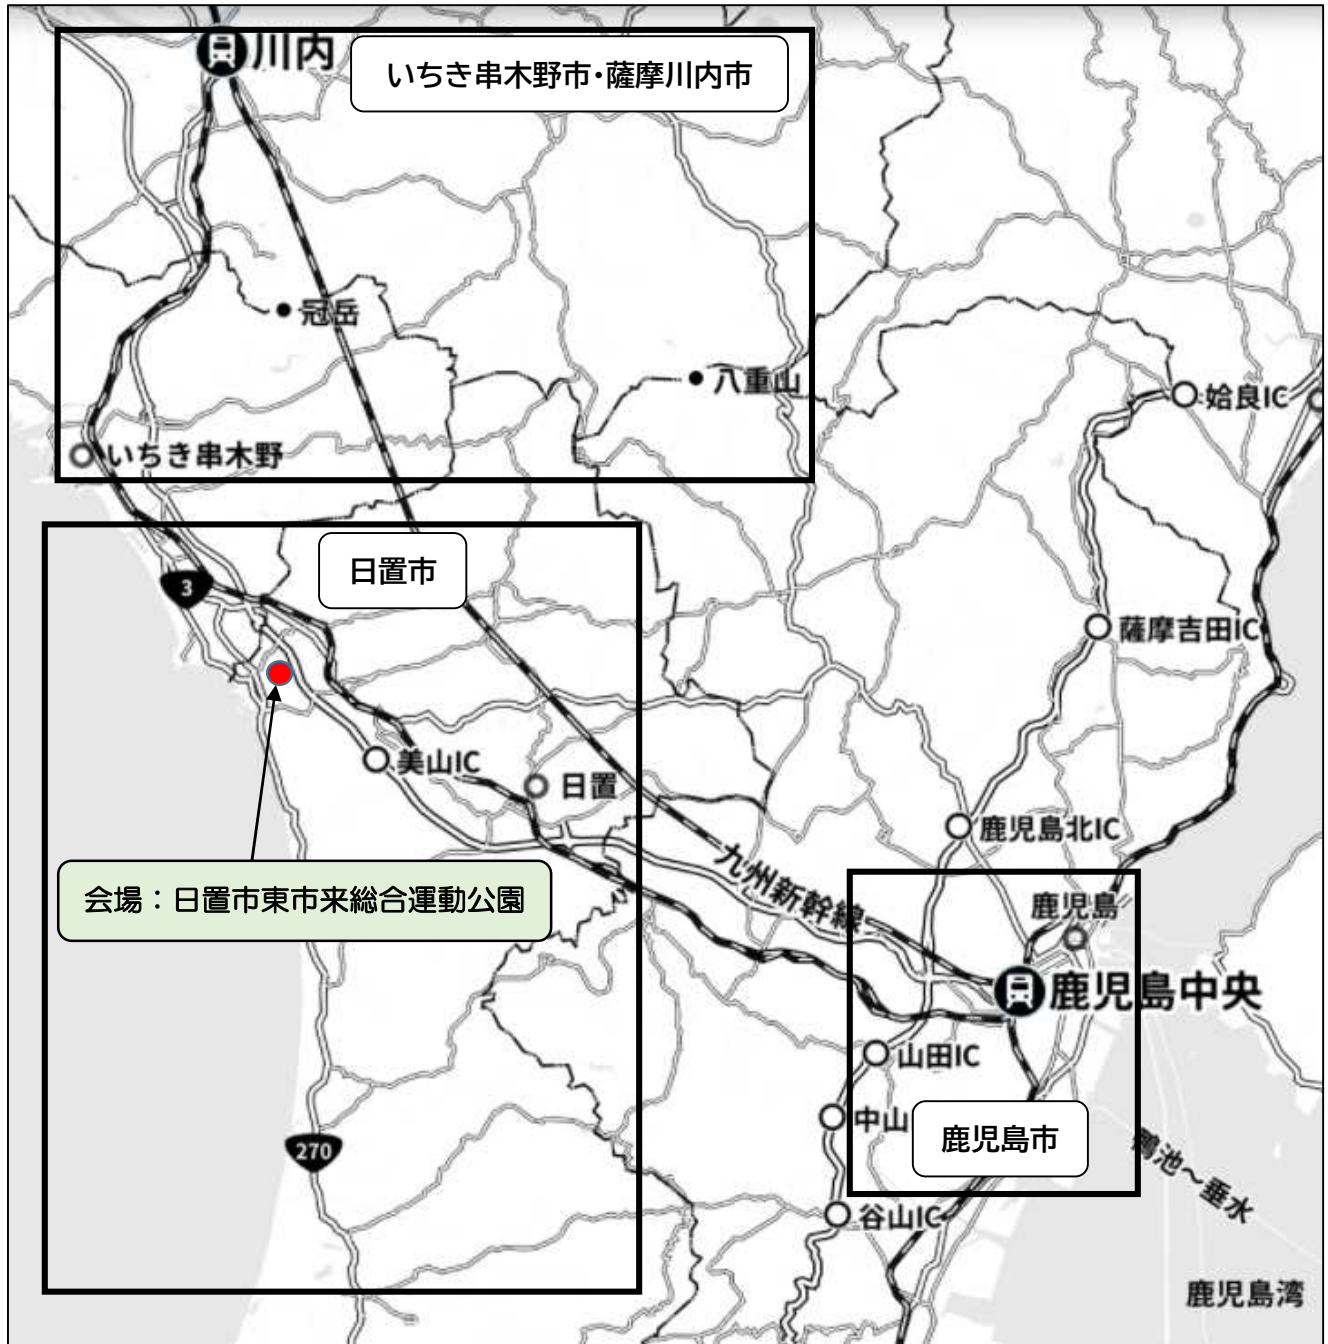 川内
いちき串木野市・薩摩川内市
冠岳
八重山
姶良IC
いちき串木野
日置市
3
薩摩吉田IC
美山IC
日置
鹿児島北IC
九州新幹線
会場：日置市東市来総合運動公園
鹿児島
鹿児島中央
山田IC
中山
鹿児島市
270
鴨池～垂水
谷山IC
鹿児島湾